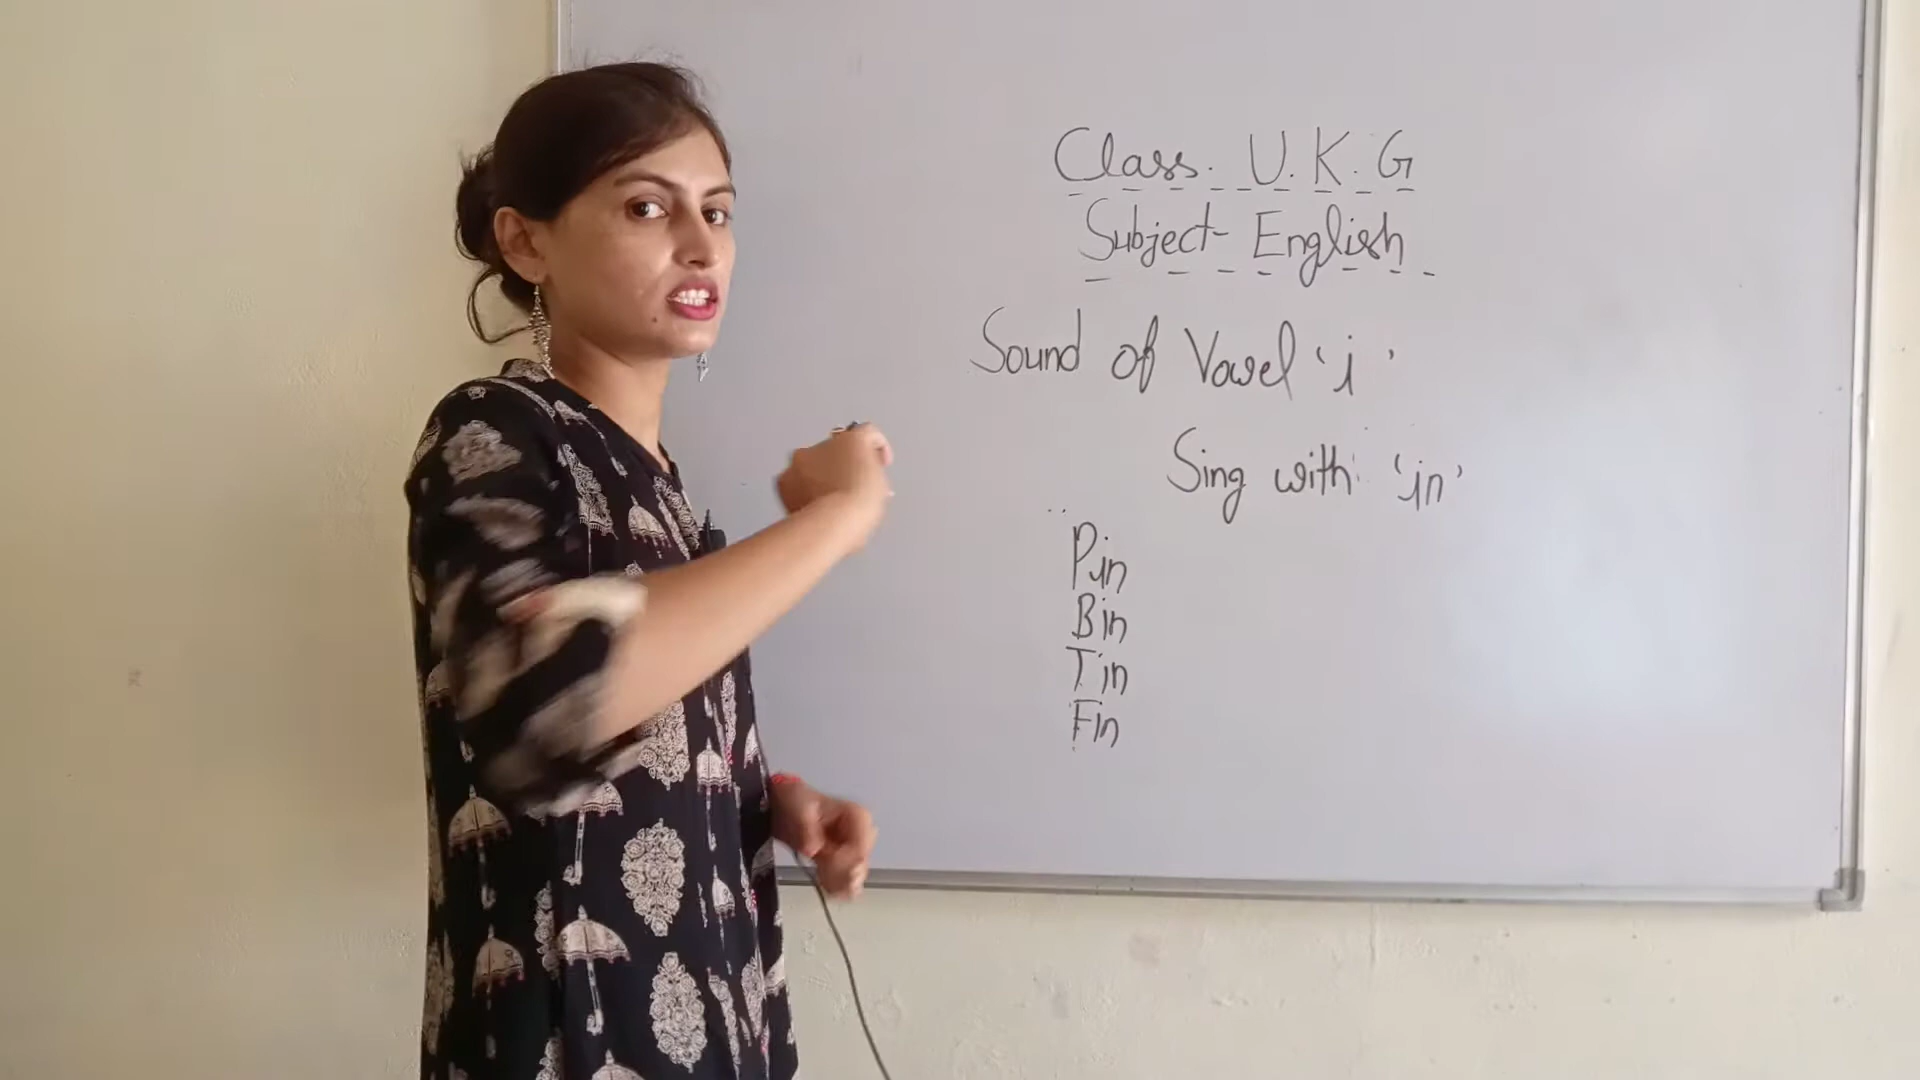 Class. U.K.G
Subject- English
Sound of Vowel 'i'
Sing with 'in'
Pin
Bin
Tin
Fin